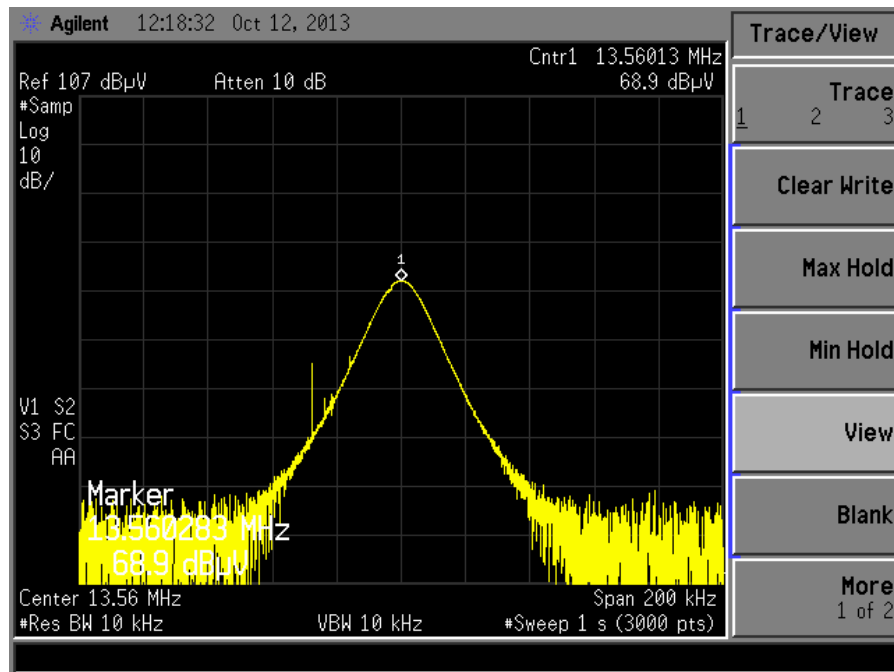 Agilent 12:18:32 Oct 12, 2013
Trace/View
Cntr1 13.56013 MHz
Ref 107 dBµV Atten 10 dB 68.9 dBµV
#Samp
Log
10
dB/
1
V1 S2
S3 FC
AA
Marker
13.560283 MHz
68.9 dBµV
Center 13.56 MHz Span 200 kHz
#Res BW 10 kHz VBW 10 kHz #Sweep 1 s (3000 pts)
Trace
1 2 3
Clear Write
Max Hold
Min Hold
View
Blank
More
1 of 2